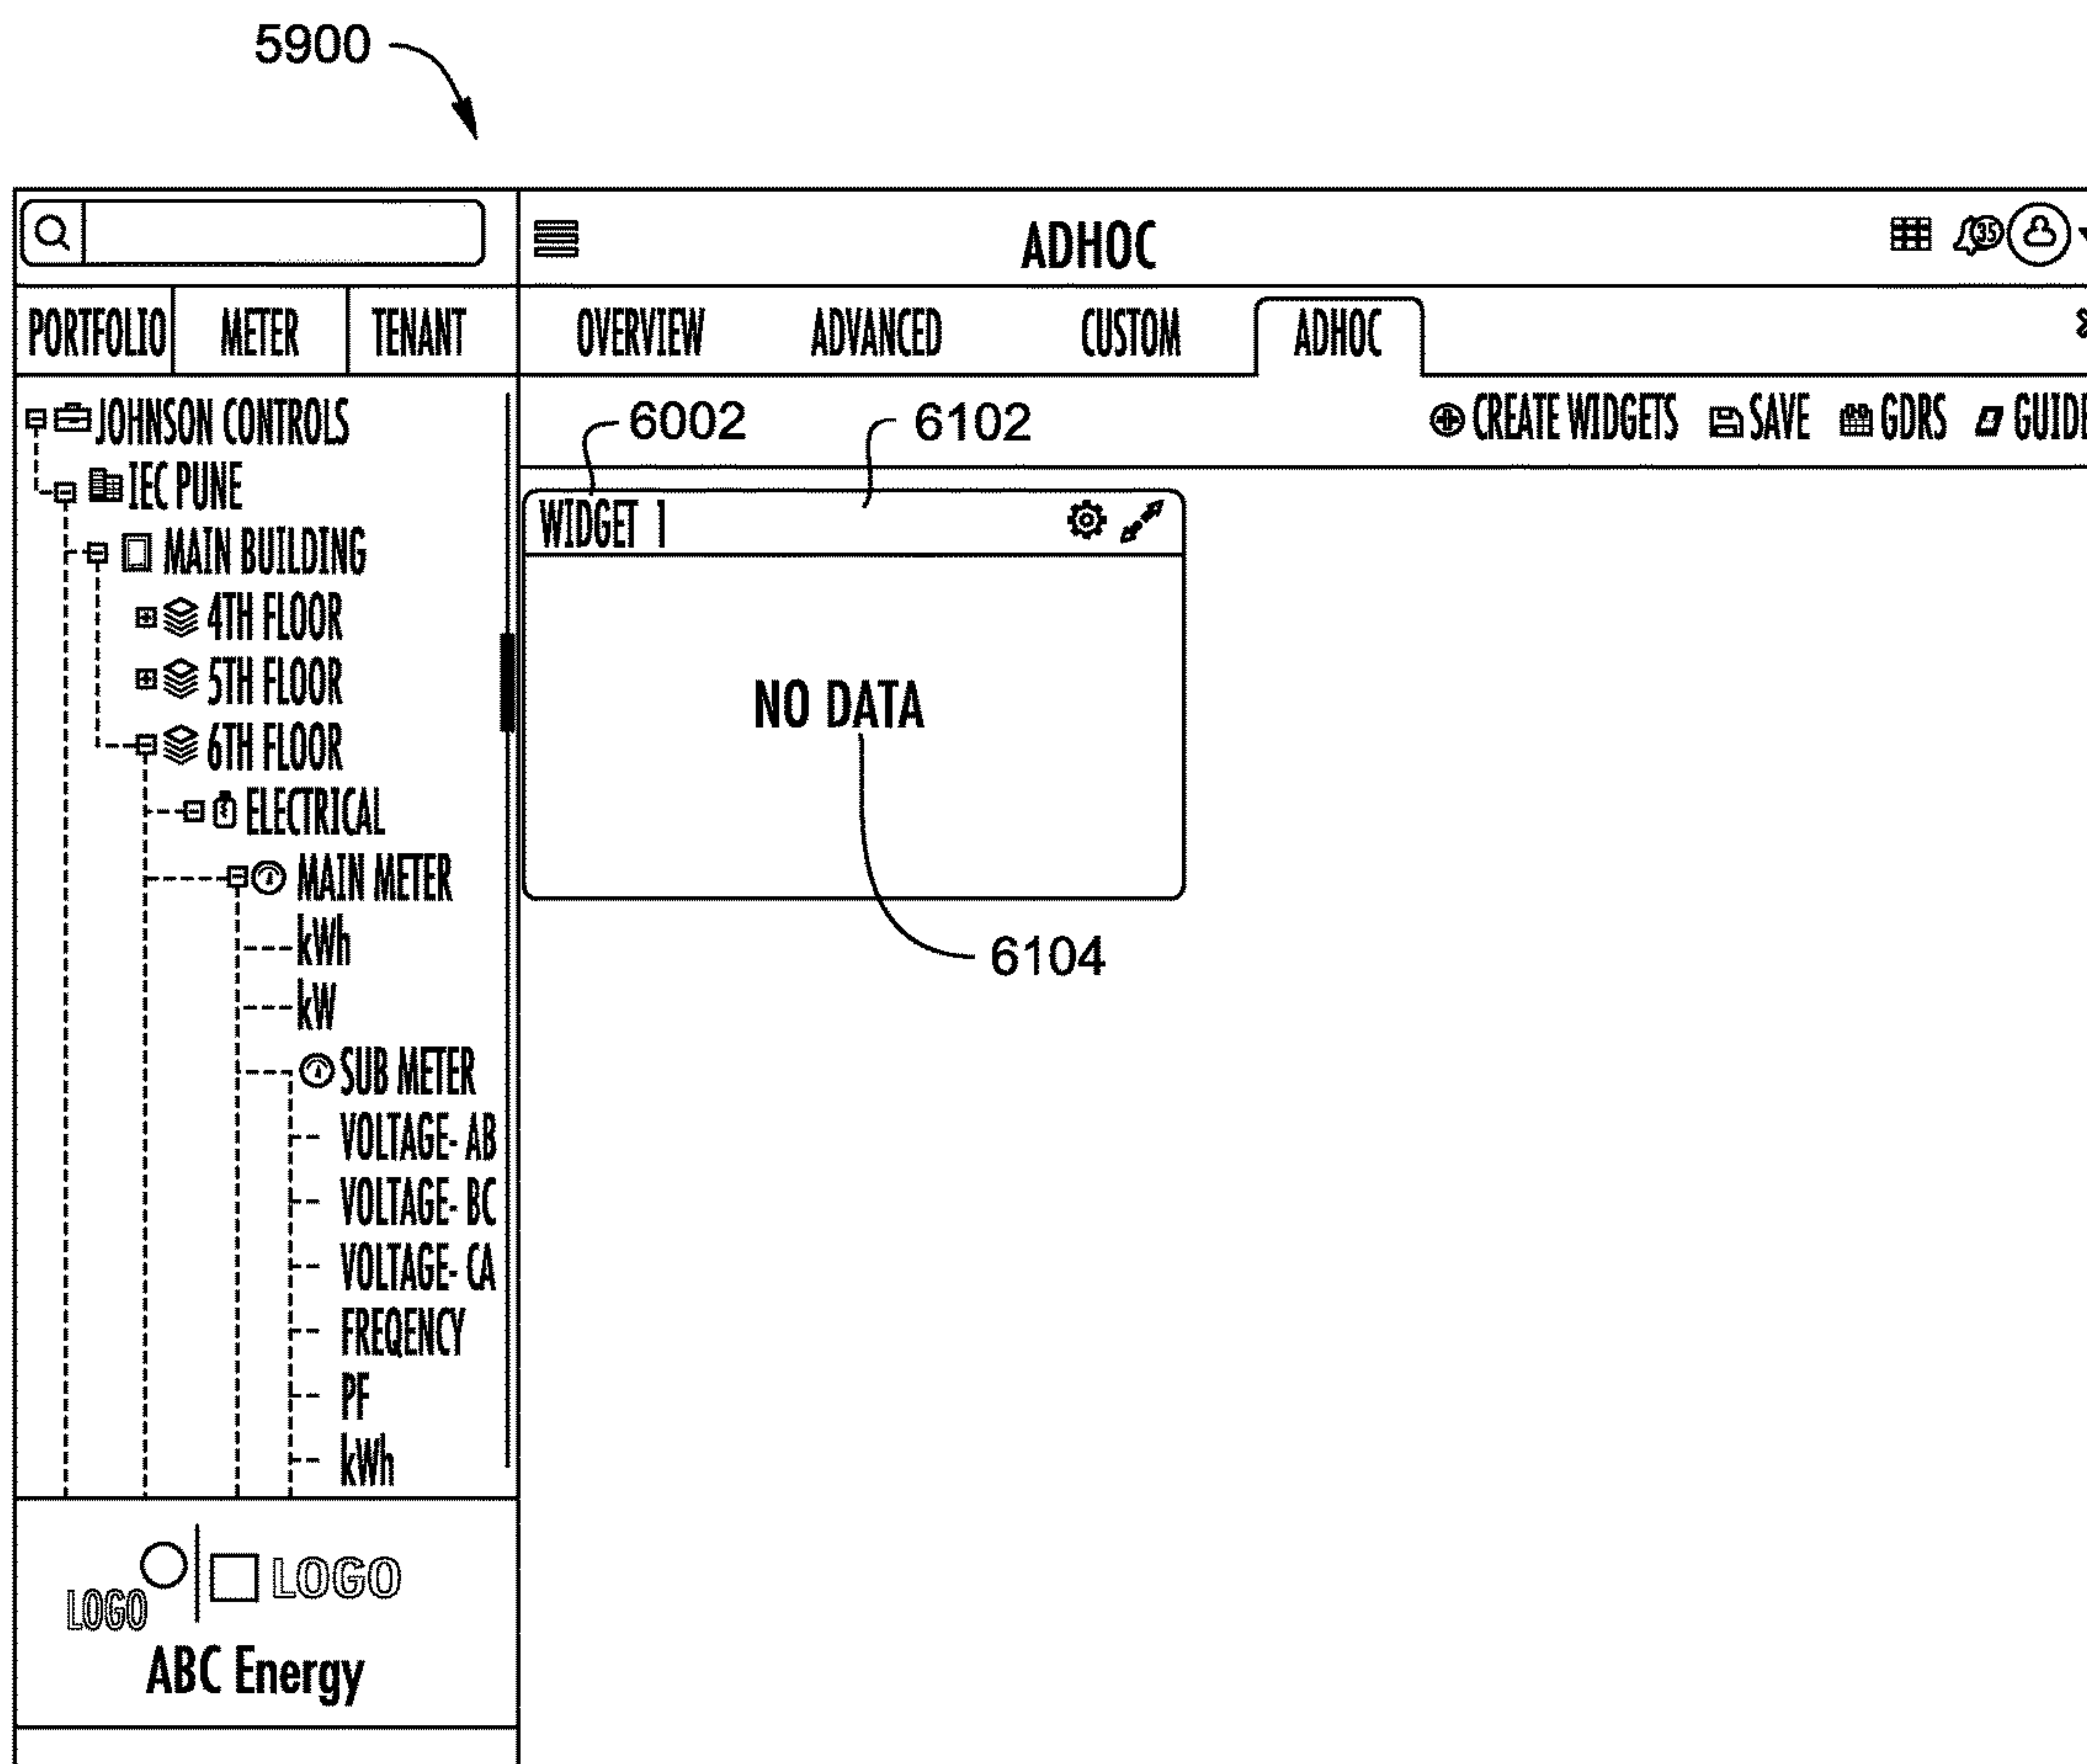 5900
ADHOC
35
PORTFOLIO METER TENANT
OVERVIEW ADVANCED CUSTOM ADHOC
CREATE WIDGETS SAVE GDRS
6002 6102
JOHNSON CONTROLS
IEC PUNE
MAIN BUILDING
4TH FLOOR
5TH FLOOR
6TH FLOOR
ELECTRICAL
MAIN METER
kWh
kW
SUB METER
VOLTAGE- AB
VOLTAGE- BC
VOLTAGE- CA
FREQENCY
PF
kWh
WIDGET 1
NO DATA
6104
LOGO
LOGO
ABC Energy